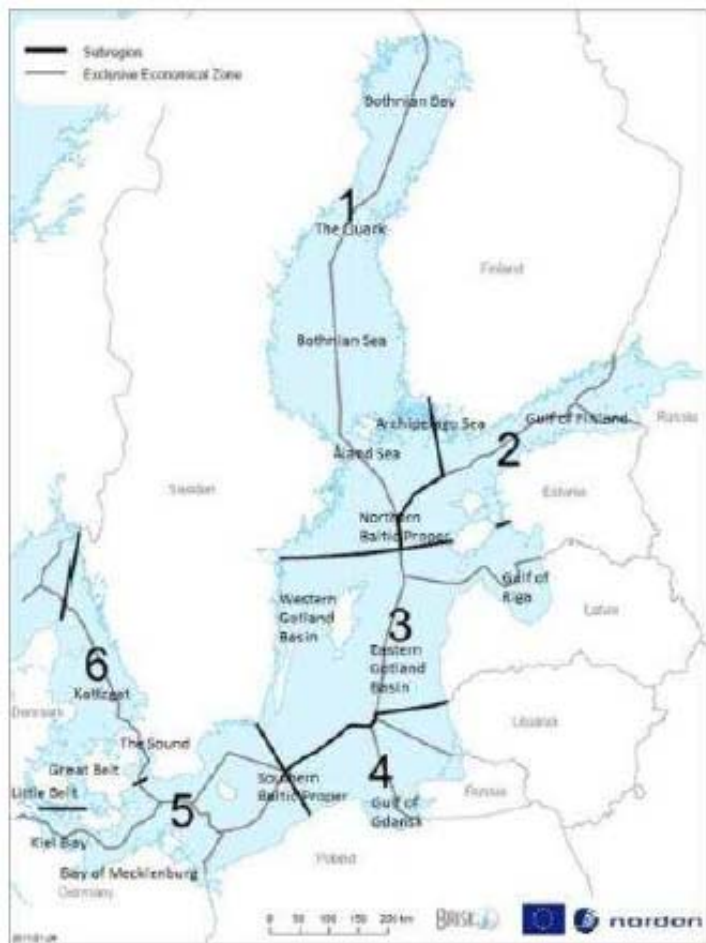 Subregion
Exclusive Economical Zone
Bothnian Bay
1
The Quark
Finland
Bothnian Sea
Archipelago Sea
Gulf of Finland
Russia
2
Åland Sea
Sweden
Estonia
Northern
Baltic Proper
Gulf of
Riga
Western
Gotland
Basin
Latvia
3
Eastern
Gotland
Basin
6
Kattegat
Denmark
The Sound
Great Belt
Little Belt
Southern
Baltic Proper
4
5
Russia
Gulf of
Gdansk
Kiel Bay
Poland
Bay of Mecklenburg
Germany
0 50 100 150 200 km
BRISK
norden